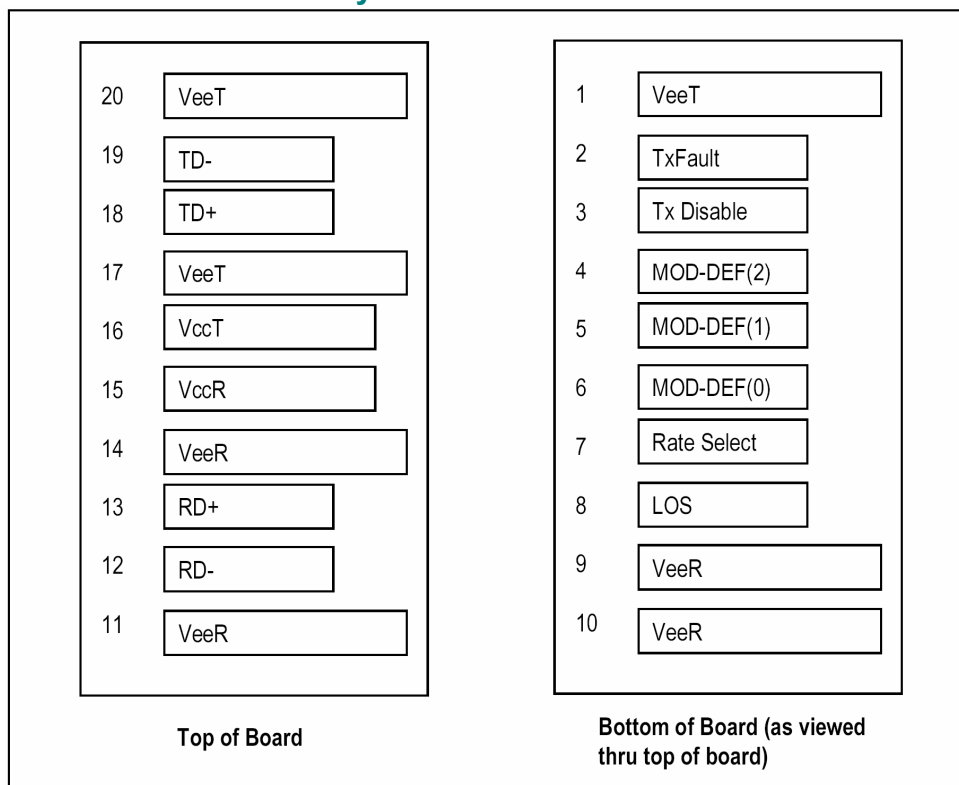 20 VeeT
19 TD-
18 TD+
17 VeeT
16 VccT
15 VccR
14 VeeR
13 RD+
12 RD-
11 VeeR
Top of Board
1 VeeT
2 TxFault
3 Tx Disable
4 MOD-DEF(2)
5 MOD-DEF(1)
6 MOD-DEF(0)
7 Rate Select
8 LOS
9 VeeR
10 VeeR
Bottom of Board (as viewed
thru top of board)